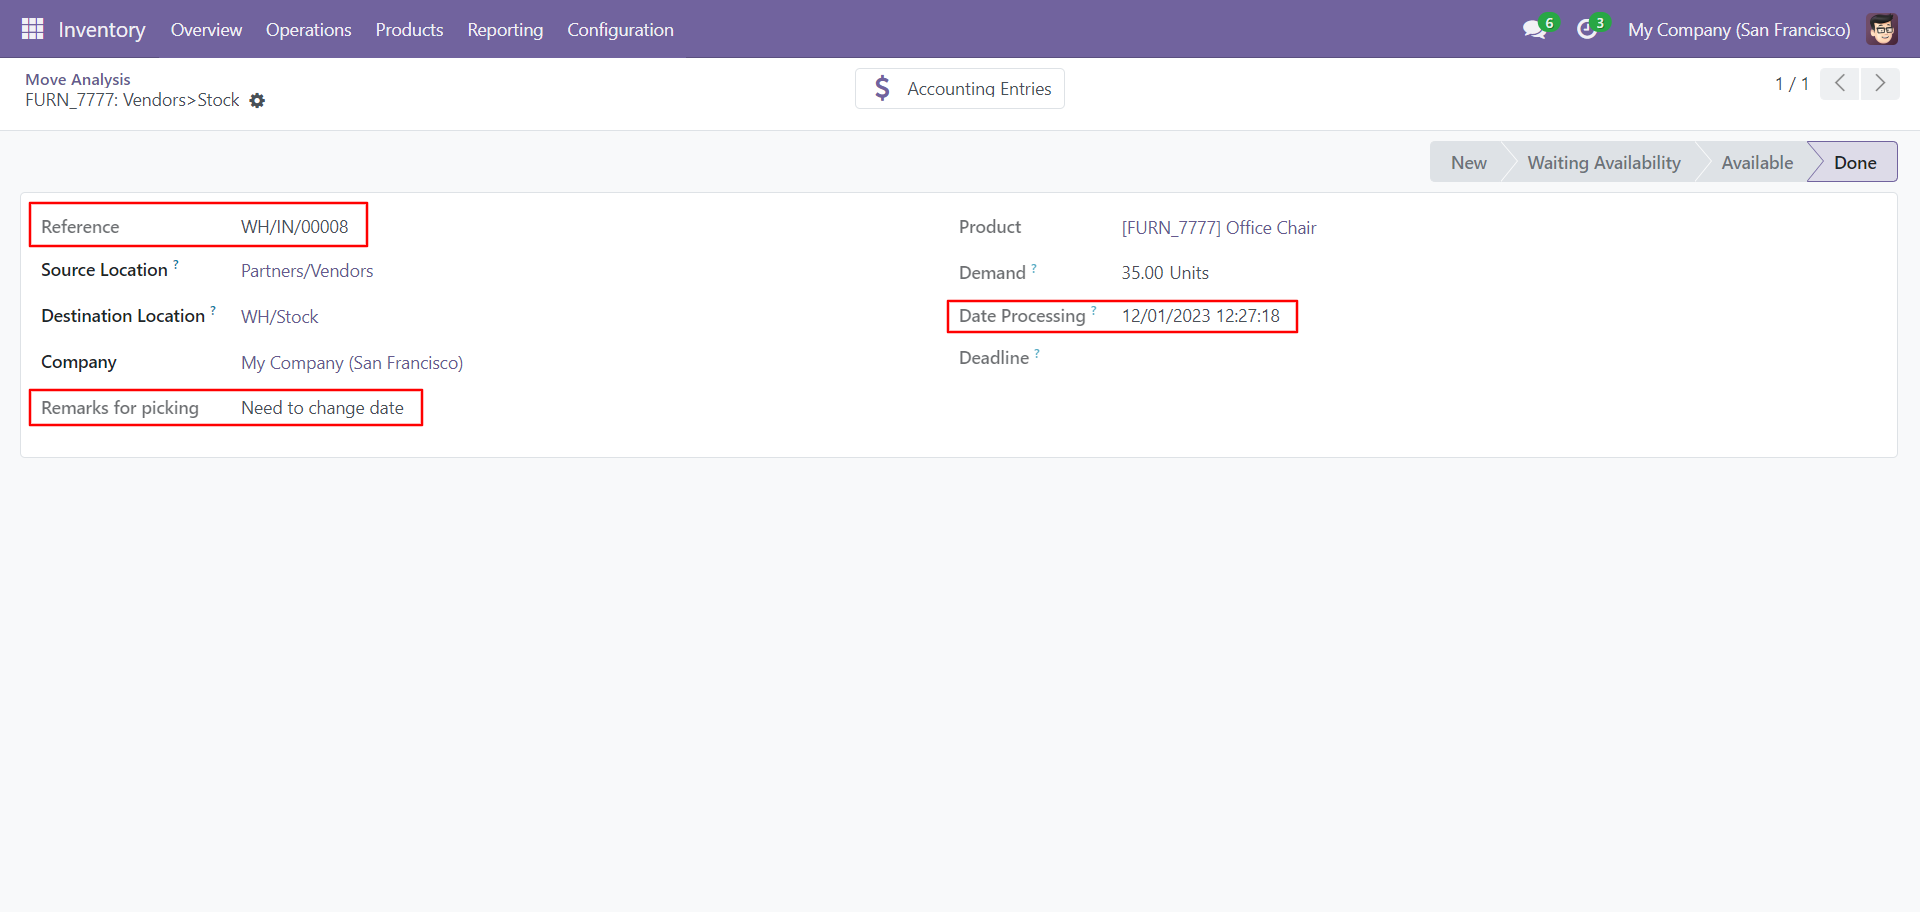 Inventory Overview Operations Products Reporting Configuration 6 3 My Company (San Francisco)
Move Analysis
FURN_7777: Vendors>Stock
$ Accounting Entries
1 / 1
New Waiting Availability Available Done
Reference WH/IN/00008
Source Location ? Partners/Vendors
Destination Location ? WH/Stock
Company My Company (San Francisco)
Remarks for picking Need to change date
Product [FURN_7777] Office Chair
Demand ? 35.00 Units
Date Processing ? 12/01/2023 12:27:18
Deadline ?